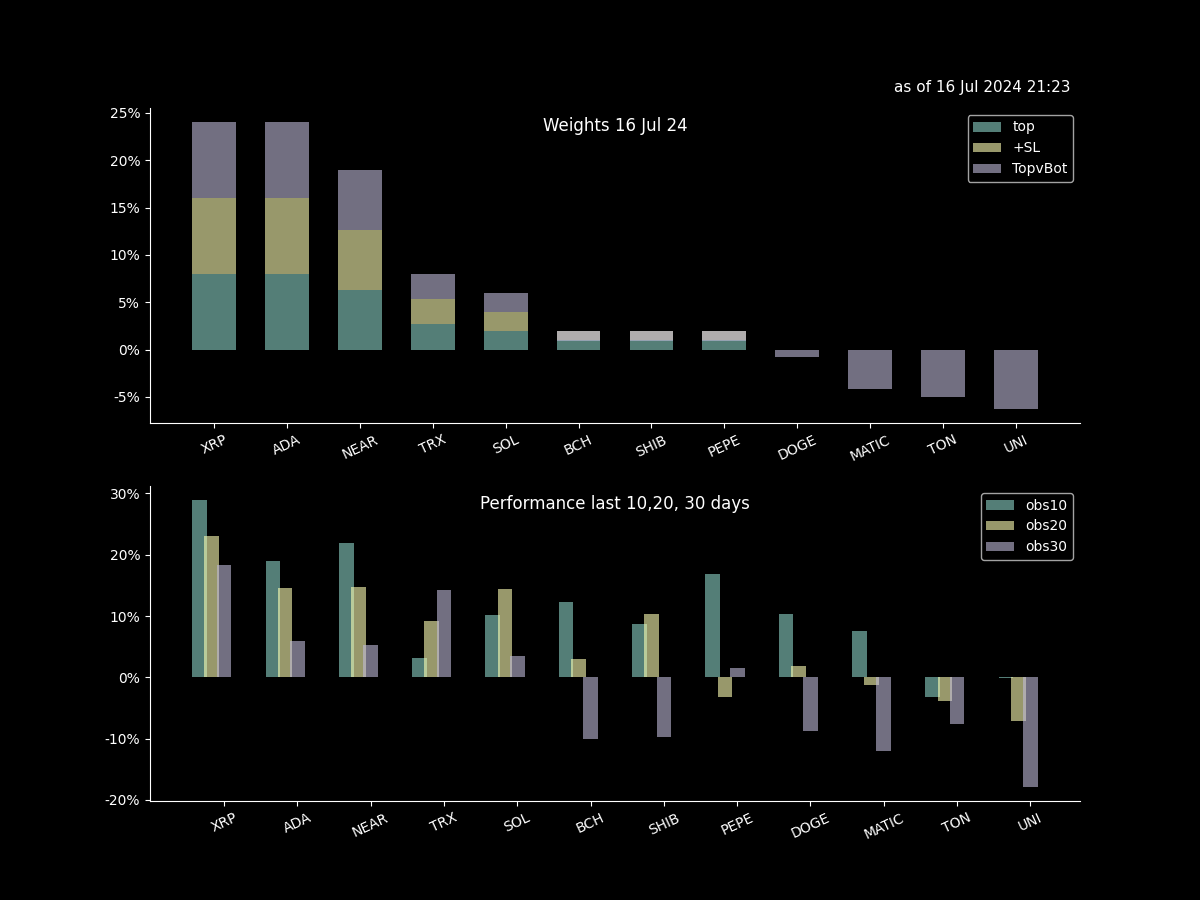 as of 16 Jul 2024 21:23
Weights 16 Jul 24
top
+SL
TopvBot
25%
20%
15%
10%
5%
0%
-5%
XRP ADA NEAR TRX SOL BCH SHIB PEPE DOGE MATIC TON UNI
Performance last 10,20, 30 days
obs10
obs20
obs30
30%
20%
10%
0%
-10%
-20%
XRP ADA NEAR TRX SOL BCH SHIB PEPE DOGE MATIC TON UNI